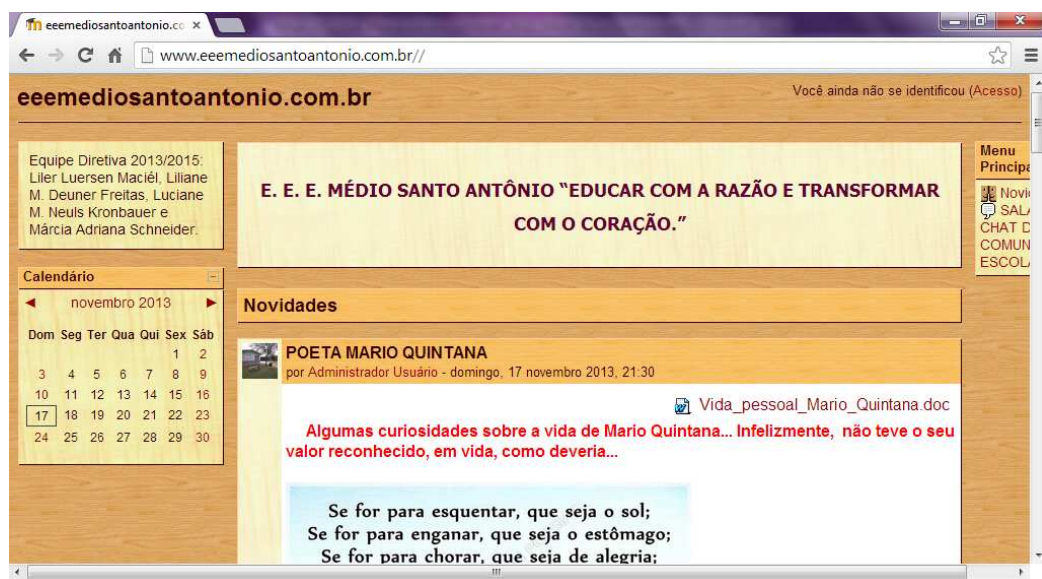 eeemediosantoantonio.co
www.eeemediosantoantonio.com.br//
eeemediosantoantonio.com.br
Você ainda não se identificou (Acesso)
Equipe Diretiva 2013/2015:
Liler Luersen Maciél, Liliane
M. Deuner Freitas, Luciane
M. Neuls Kronbauer e
Márcia Adriana Schneider.
Calendário
novembro 2013
Dom Seg Ter Qua Qui Sex Sáb
1 2
3 4 5 6 7 8 9
10 11 12 13 14 15 16
17 18 19 20 21 22 23
24 25 26 27 28 29 30
E. E. E. MÉDIO SANTO ANTÔNIO “EDUCAR COM A RAZÃO E TRANSFORMAR
COM O CORAÇÃO.”
Novidades
POETA MARIO QUINTANA
por Administrador Usuário - domingo, 17 novembro 2013, 21:30
Vida_pessoal_Mario_Quintana.doc
Algumas curiosidades sobre a vida de Mario Quintana... Infelizmente, não teve o seu
valor reconhecido, em vida, como deveria...
Se for para esquentar, que seja o sol;
Se for para enganar, que seja o estômago;
Se for para chorar, que seja de alegria;
Menu
Principa
Novi
SALA
CHAT D
COMUN
ESCOLA